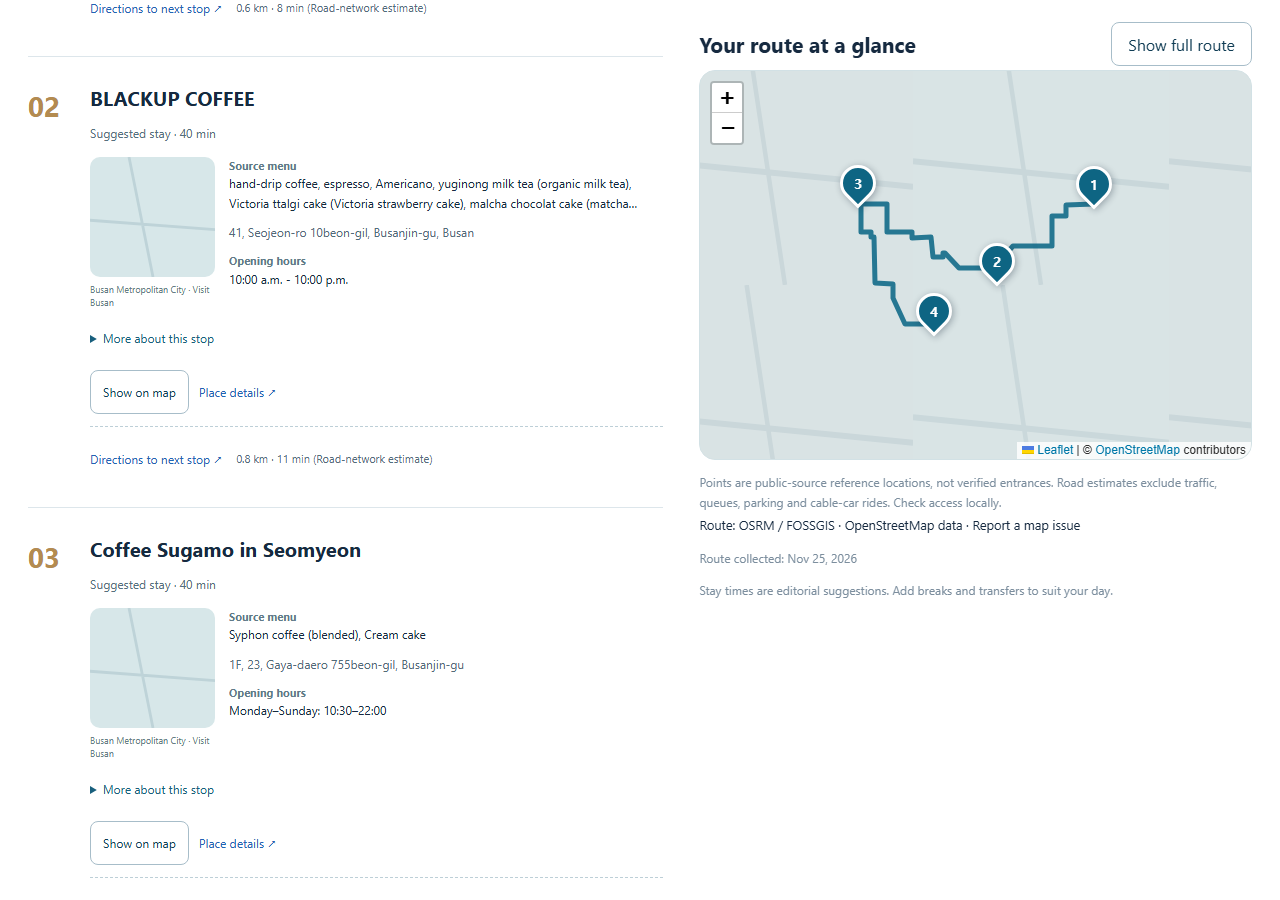 Directions to next stop ↗ 0.6 km · 8 min (Road-network estimate)
02
BLACKUP COFFEE
Suggested stay · 40 min
Source menu
hand-drip coffee, espresso, Americano, yuginong milk tea (organic milk tea),
Victoria ttalgi cake (Victoria strawberry cake), malcha chocolat cake (matcha...
41, Seojeon-ro 10beon-gil, Busanjin-gu, Busan
Opening hours
10:00 a.m. - 10:00 p.m.
Busan Metropolitan City · Visit
Busan
▶ More about this stop
Show on map Place details ↗
Directions to next stop ↗ 0.8 km · 11 min (Road-network estimate)
03
Coffee Sugamo in Seomyeon
Suggested stay · 40 min
Source menu
Syphon coffee (blended), Cream cake
1F, 23, Gaya-daero 755beon-gil, Busanjin-gu
Opening hours
Monday–Sunday: 10:30–22:00
Busan Metropolitan City · Visit
Busan
▶ More about this stop
Show on map Place details ↗
Your route at a glance
Show full route
+
−
3
1
2
4
Leaflet | © OpenStreetMap contributors
Points are public-source reference locations, not verified entrances. Road estimates exclude traffic,
queues, parking and cable-car rides. Check access locally.
Route: OSRM / FOSSGIS · OpenStreetMap data · Report a map issue
Route collected: Nov 25, 2026
Stay times are editorial suggestions. Add breaks and transfers to suit your day.